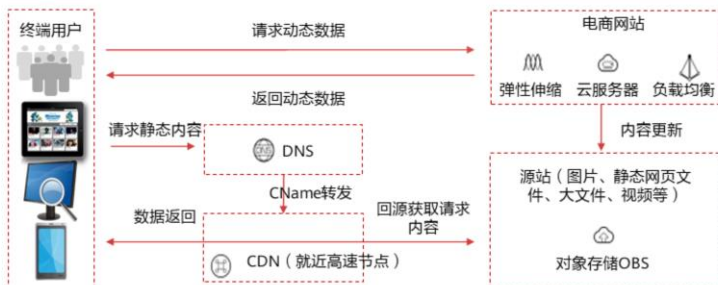 终端用户
请求动态数据
电商网站
弹性伸缩
云服务器
负载均衡
返回动态数据
请求静态内容
DNS
内容更新
CName转发
源站（图片、静态网页文
件、大文件、视频等）
数据返回
回源获取请求
内容
CDN（就近高速节点）
对象存储OBS